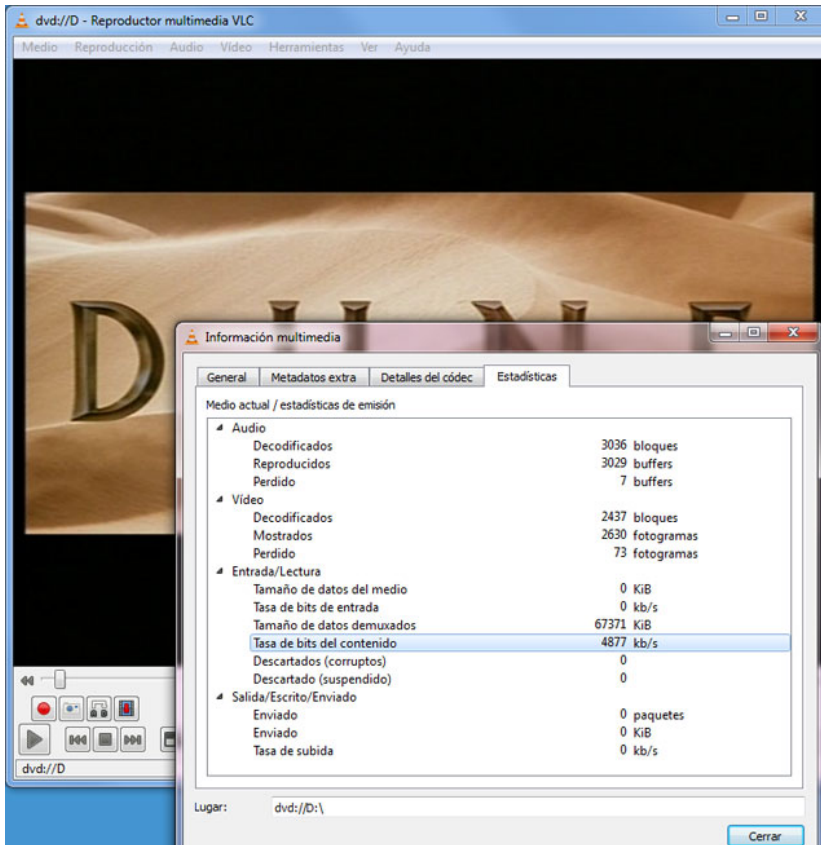 dvd://D - Reproductor multimedia VLC
Medio Reproducción Audio Vídeo Herramientas Ver Ayuda
DUNE
Información multimedia
General Metadatos extra Detalles del códec Estadísticas
Medio actual / estadísticas de emisión
Audio
Decodificados 3036 bloques
Reproducidos 3029 buffers
Perdido 7 buffers
Vídeo
Decodificados 2437 bloques
Mostrados 2630 fotogramas
Perdido 73 fotogramas
Entrada/Lectura
Tamaño de datos del medio 0 KiB
Tasa de bits de entrada 0 kb/s
Tamaño de datos demuxados 67371 KiB
Tasa de bits del contenido 4877 kb/s
Descartados (corruptos) 0
Descartado (suspendido) 0
Salida/Escrito/Enviado
Enviado 0 paquetes
Enviado 0 KiB
Tasa de subida 0 kb/s
dvd://D
Lugar: dvd://D:\
Cerrar